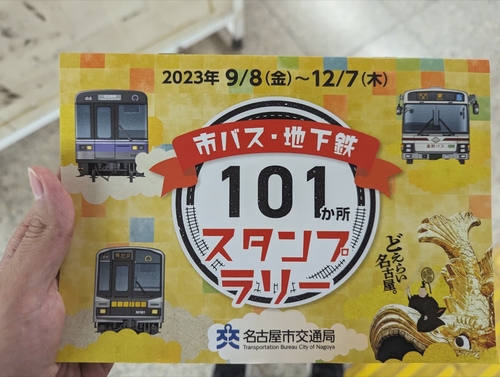 2023年 9/8(金)～12/7(木)
市バス・地下鉄
101か所
スタンプ
ラリー
どえらい
名古屋。
名古屋市交通局
Transportation Bureau City of Nagoya